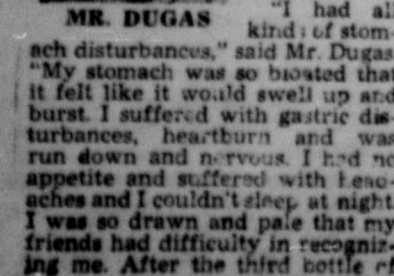 "I had all
MR. DUGAS kind of stom-
ach disturbances," said Mr. Dugas
"My stomach was so bloated that
it felt like it would swell up and
burst. I suffered with gastric dis-
turbances, heartburn and was
run down and nervous. I had no
appetite and suffered with heac-
aches and I couldn't sleep at night
I was so drawn and pale that my
friends had difficulty in recogniz-
ing me. After the third bottle of